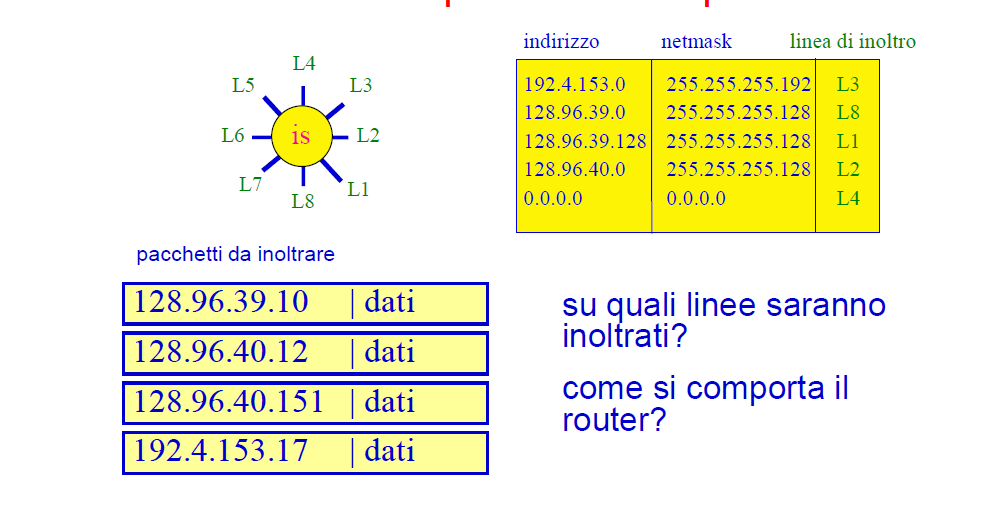 indirizzo netmask linea di inoltro
192.4.153.0 255.255.255.192 L3
128.96.39.0 255.255.255.128 L8
128.96.39.128 255.255.255.128 L1
128.96.40.0 255.255.255.128 L2
0.0.0.0 0.0.0.0 L4
L4
L5 L3
L6 is L2
L7 L1
L8
pacchetti da inoltrare
128.96.39.10 | dati
128.96.40.12 | dati
128.96.40.151 | dati
192.4.153.17 | dati
su quali linee saranno
inoltrati?
come si comporta il
router?